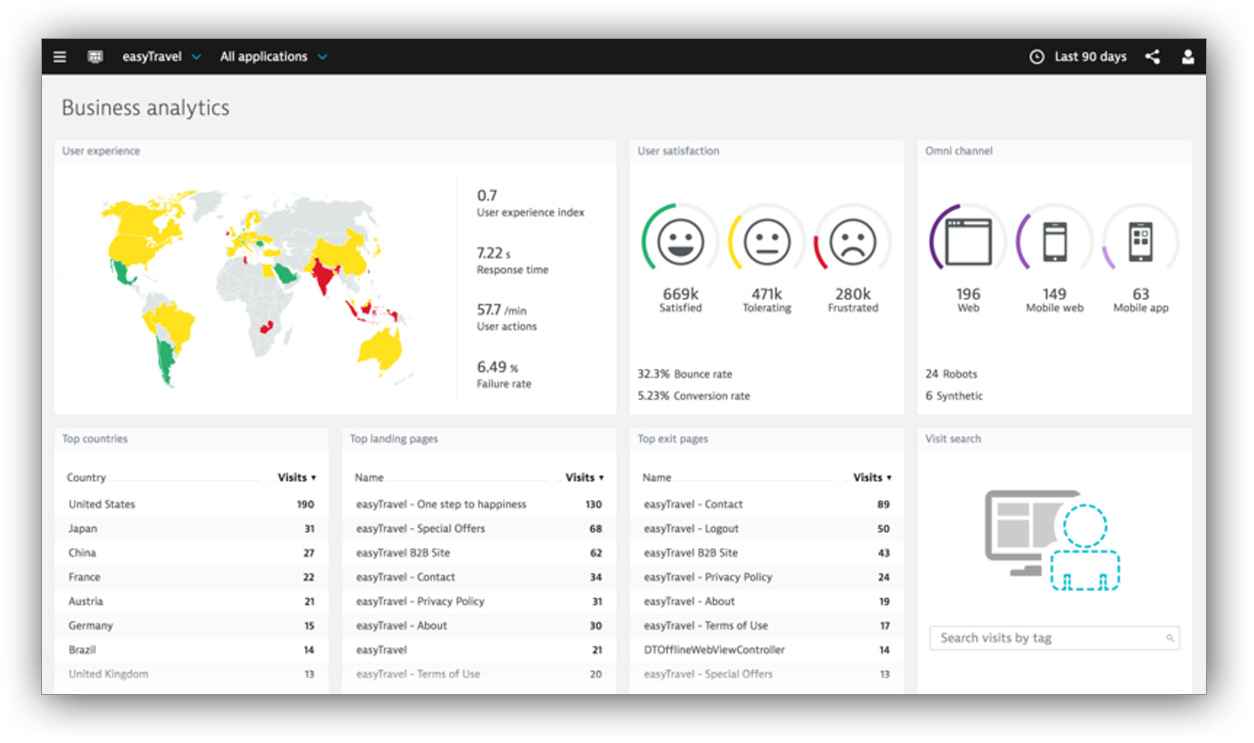 easyTravel All applications Last 90 days
Business analytics
User experience
0.7
User experience index
7.22 s
Response time
57.7 /min
User actions
6.49 %
Failure rate
User satisfaction
669k 471k 280k
Satisfied Tolerating Frustrated
32.3% Bounce rate
5.23% Conversion rate
Omni channel
196 149 63
Web Mobile web Mobile app
24 Robots
6 Synthetic
Top countries
Country Visits
United States 190
Japan 31
China 27
France 22
Austria 21
Germany 15
Brazil 14
United Kingdom 13
Top landing pages
Name Visits
easyTravel - One step to happiness 130
easyTravel - Special Offers 68
easyTravel B2B Site 62
easyTravel - Contact 34
easyTravel - Privacy Policy 31
easyTravel - About 30
easyTravel 21
easyTravel - Terms of Use 20
Top exit pages
Name Visits
easyTravel - Contact 89
easyTravel - Logout 50
easyTravel B2B Site 43
easyTravel - Privacy Policy 24
easyTravel - About 19
easyTravel - Terms of Use 17
DTOfflineWebViewController 14
easyTravel - Special Offers 13
Visit search
Search visits by tag